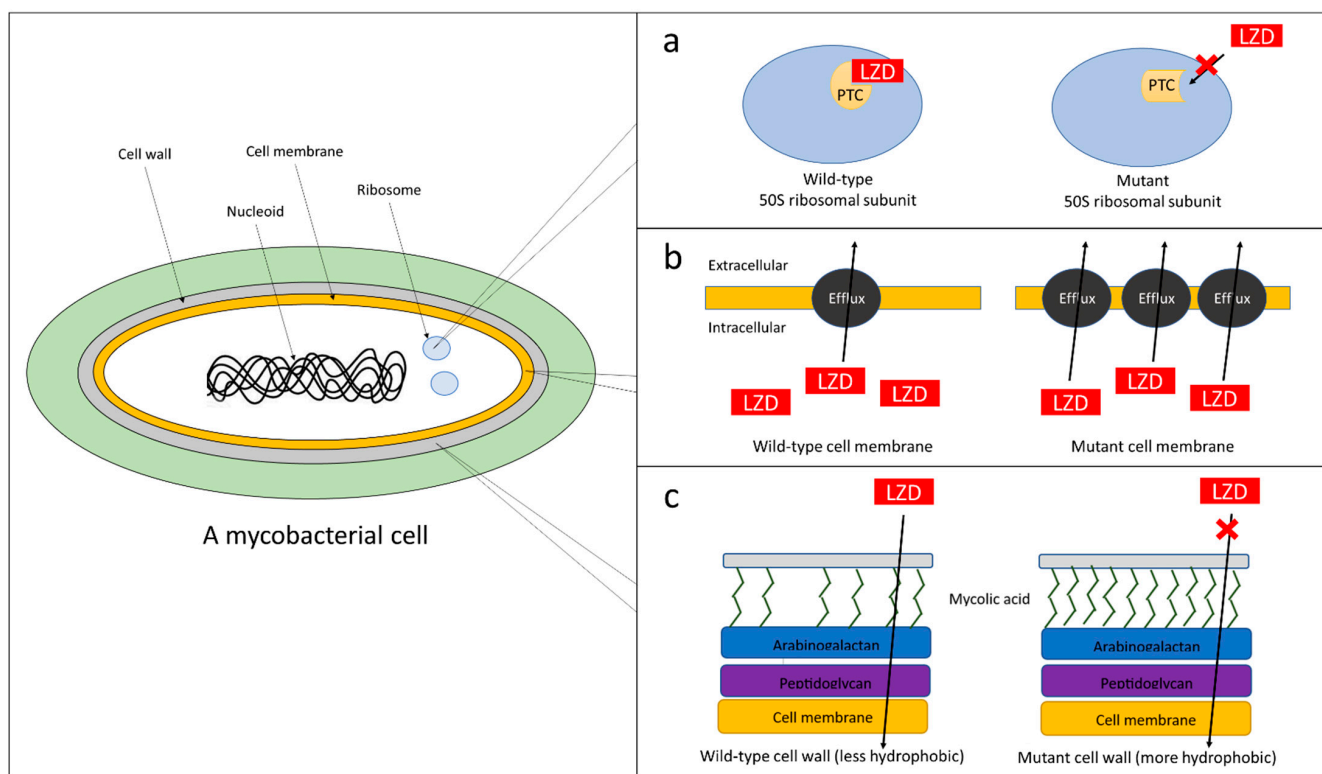 Cell wall
Cell membrane
Nucleoid
Ribosome
A mycobacterial cell
a
LZD
PTC
Wild-type
50S ribosomal subunit
LZD
PTC
Mutant
50S ribosomal subunit
b
Extracellular
Intracellular
Efflux
LZD
LZD
LZD
Wild-type cell membrane
Efflux
Efflux
Efflux
LZD
LZD
LZD
Mutant cell membrane
c
LZD
Mycolic acid
Arabinogalactan
Peptidoglycan
Cell membrane
Wild-type cell wall (less hydrophobic)
LZD
Arabinogalactan
Peptidoglycan
Cell membrane
Mutant cell wall (more hydrophobic)